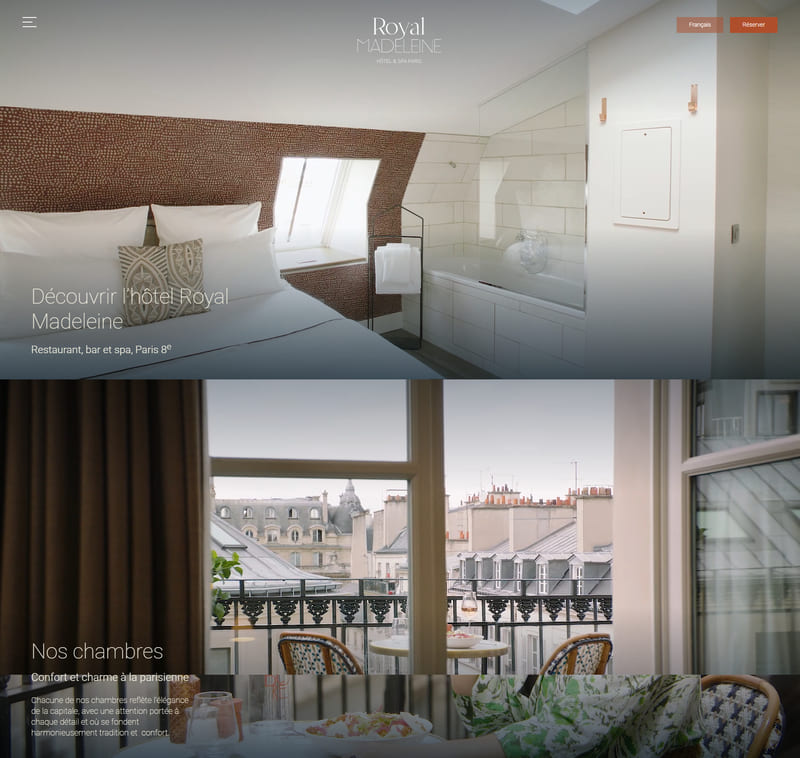 Royal
MADELEINE
HÔTEL & SPA PARIS
Français
Réserver
Découvrir l'hôtel Royal
Madeleine
Restaurant, bar et spa, Paris 8e
Nos chambres
Confort et charme à la parisienne
Chacune de nos chambres reflète l'élégance
de la capitale, avec une attention portée à
chaque détail et où se fondent
harmonieusement tradition et confort.